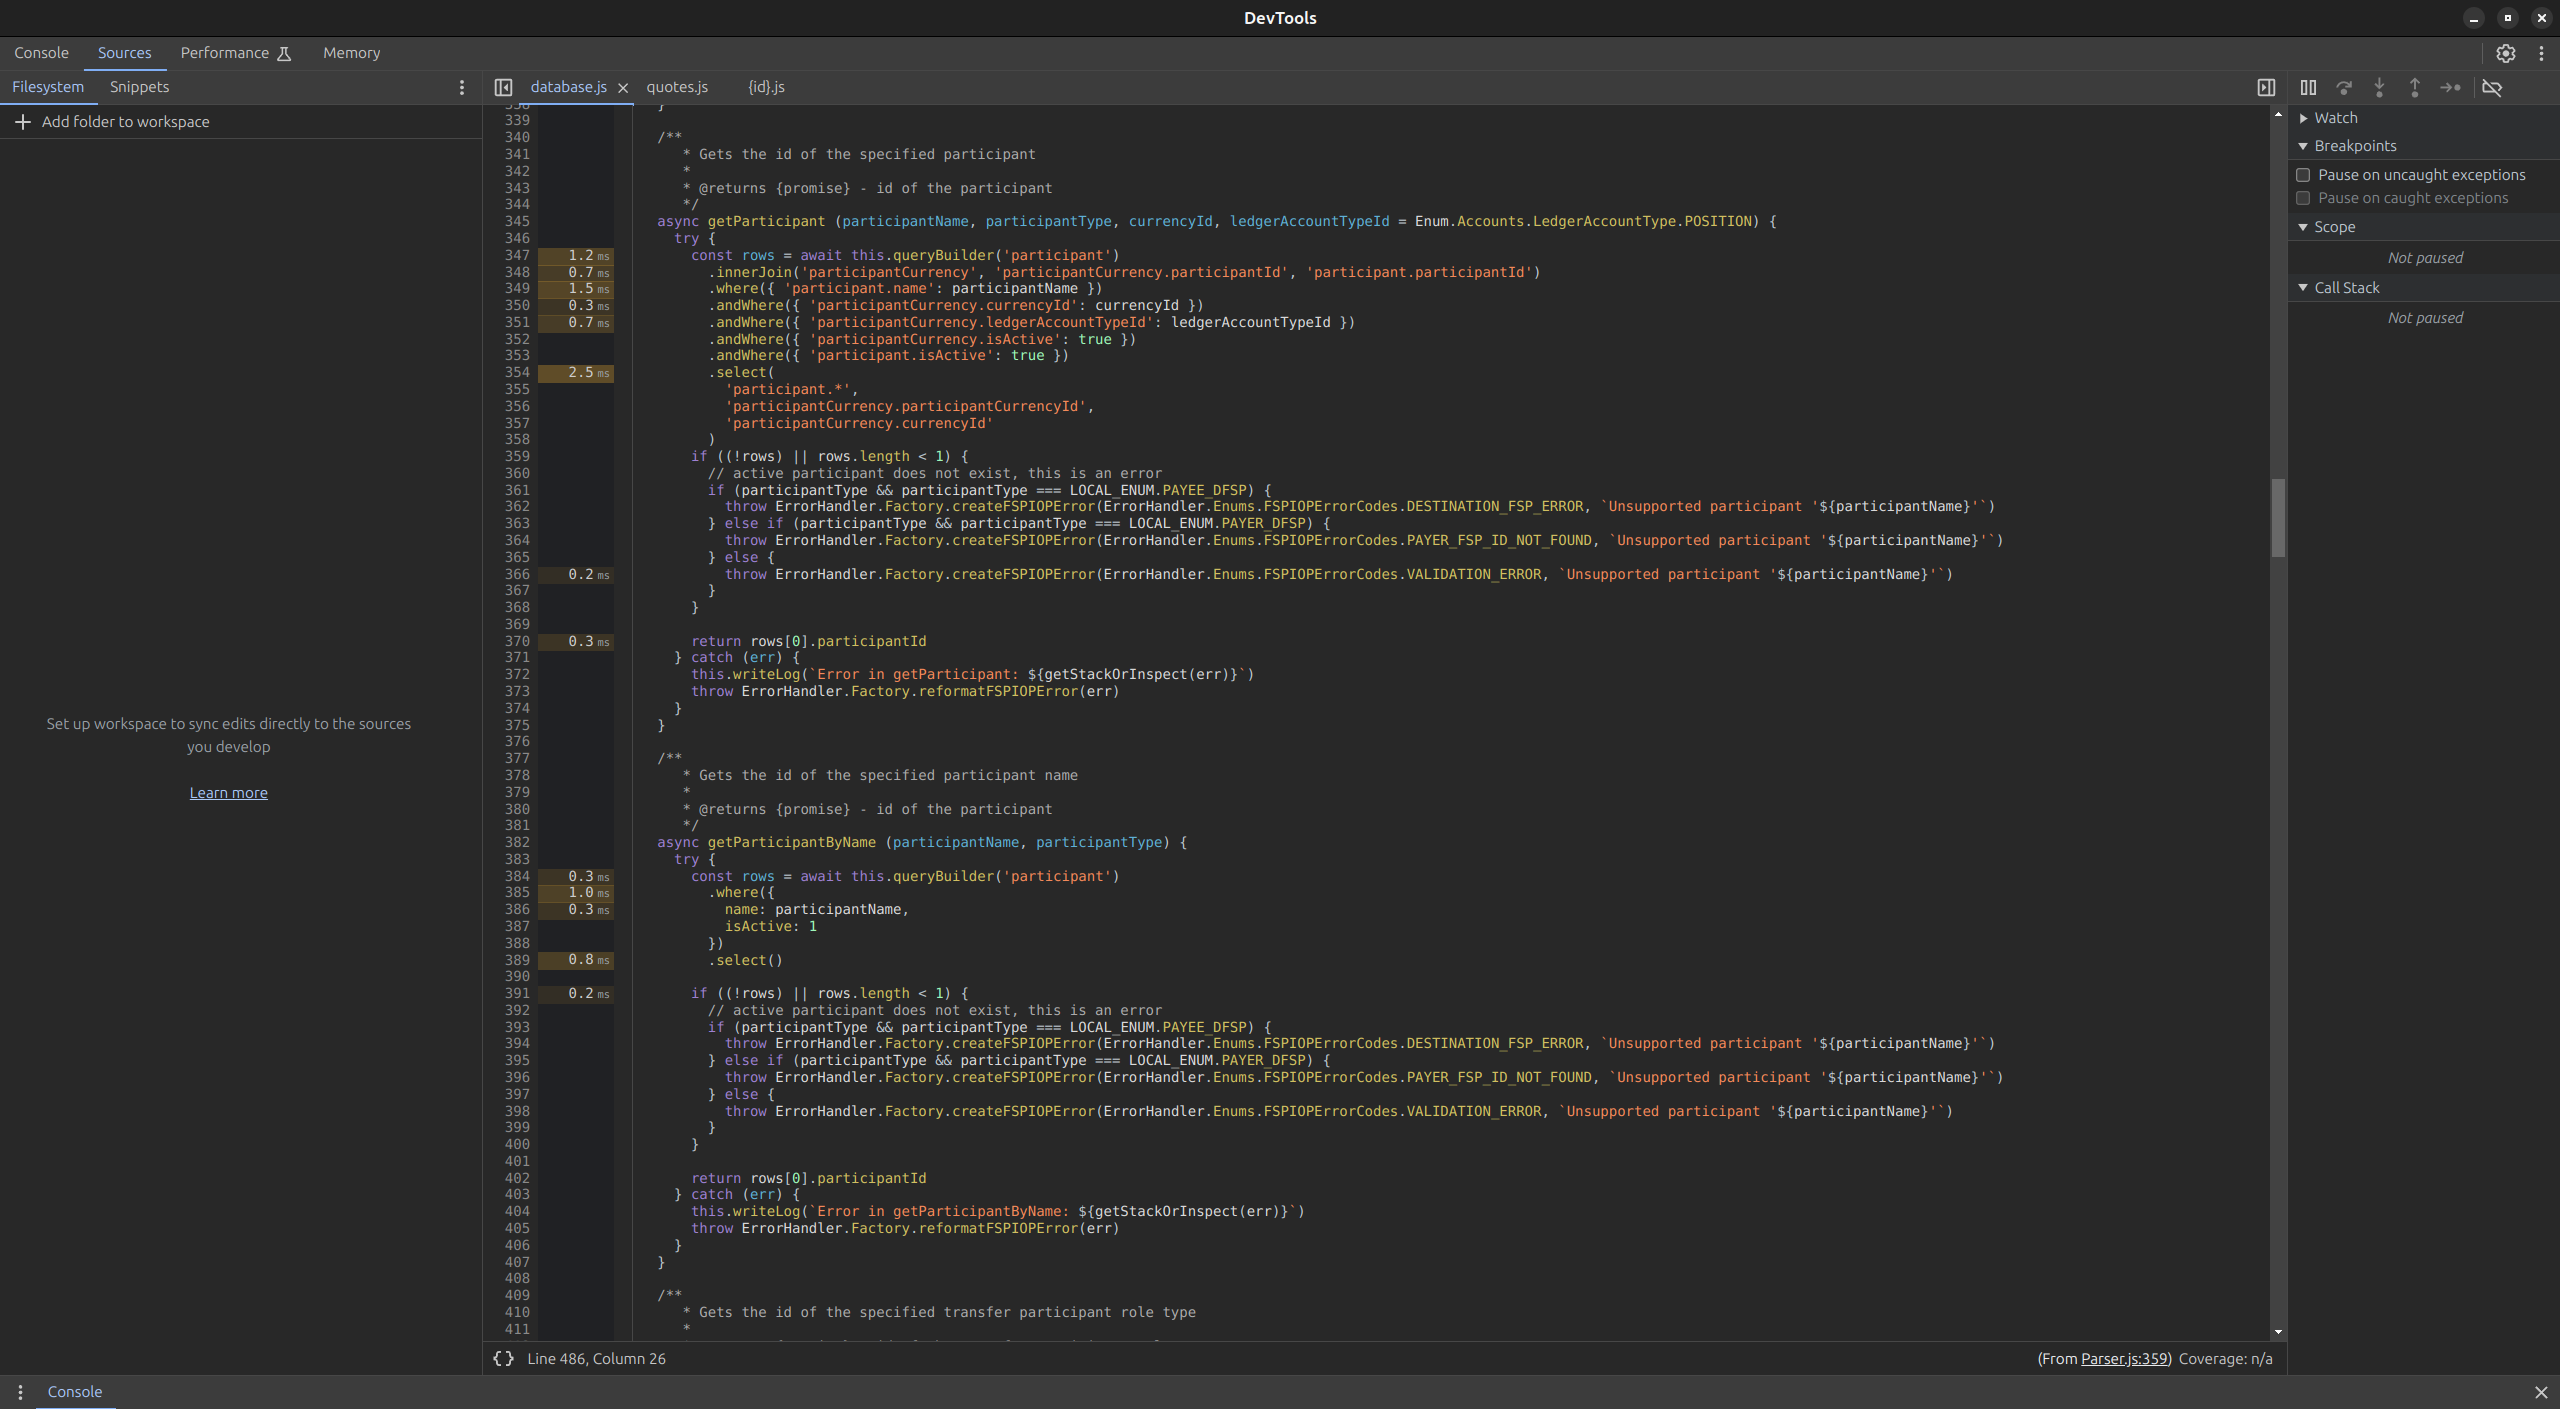 DevTools
Console Sources Performance Memory
Filesystem Snippets
database.js quotes.js {id}.js
Add folder to workspace
Set up workspace to sync edits directly to the sources
you develop
Learn more
338 }
339
340 /**
341 * Gets the id of the specified participant
342 *
343 * @returns {promise} - id of the participant
344 */
345 async getParticipant (participantName, participantType, currencyId, ledgerAccountTypeId = Enum.Accounts.LedgerAccountType.POSITION) {
346 try {
347 1.2 ms const rows = await this.queryBuilder('participant')
348 0.7 ms .innerJoin('participantCurrency', 'participantCurrency.participantId', 'participant.participantId')
349 1.5 ms .where({ 'participant.name': participantName })
350 0.3 ms .andWhere({ 'participantCurrency.currencyId': currencyId })
351 0.7 ms .andWhere({ 'participantCurrency.ledgerAccountTypeId': ledgerAccountTypeId })
352 .andWhere({ 'participantCurrency.isActive': true })
353 .andWhere({ 'participant.isActive': true })
354 2.5 ms .select(
355 'participant.*',
356 'participantCurrency.participantCurrencyId',
357 'participantCurrency.currencyId'
358 )
359 if ((!rows) || rows.length < 1) {
360 // active participant does not exist, this is an error
361 if (participantType && participantType === LOCAL_ENUM.PAYEE_DFSP) {
362 throw ErrorHandler.Factory.createFSPIOPError(ErrorHandler.Enums.FSPIOPErrorCodes.DESTINATION_FSP_ERROR, `Unsupported participant '${participantName}'`)
363 } else if (participantType && participantType === LOCAL_ENUM.PAYER_DFSP) {
364 throw ErrorHandler.Factory.createFSPIOPError(ErrorHandler.Enums.FSPIOPErrorCodes.PAYER_FSP_ID_NOT_FOUND, `Unsupported participant '${participantName}'`)
365 } else {
366 0.2 ms throw ErrorHandler.Factory.createFSPIOPError(ErrorHandler.Enums.FSPIOPErrorCodes.VALIDATION_ERROR, `Unsupported participant '${participantName}'`)
367 }
368 }
369
370 0.3 ms return rows[0].participantId
371 } catch (err) {
372 this.writeLog(`Error in getParticipant: ${getStackOrInspect(err)}`)
373 throw ErrorHandler.Factory.reformatFSPIOPError(err)
374 }
375 }
376
377 /**
378 * Gets the id of the specified participant name
379 *
380 * @returns {promise} - id of the participant
381 */
382 async getParticipantByName (participantName, participantType) {
383 try {
384 0.3 ms const rows = await this.queryBuilder('participant')
385 1.0 ms .where({
386 0.3 ms name: participantName,
387 isActive: 1
388 })
389 0.8 ms .select()
390
391 0.2 ms if ((!rows) || rows.length < 1) {
392 // active participant does not exist, this is an error
393 if (participantType && participantType === LOCAL_ENUM.PAYEE_DFSP) {
394 throw ErrorHandler.Factory.createFSPIOPError(ErrorHandler.Enums.FSPIOPErrorCodes.DESTINATION_FSP_ERROR, `Unsupported participant '${participantName}'`)
395 } else if (participantType && participantType === LOCAL_ENUM.PAYER_DFSP) {
396 throw ErrorHandler.Factory.createFSPIOPError(ErrorHandler.Enums.FSPIOPErrorCodes.PAYER_FSP_ID_NOT_FOUND, `Unsupported participant '${participantName}'`)
397 } else {
398 throw ErrorHandler.Factory.createFSPIOPError(ErrorHandler.Enums.FSPIOPErrorCodes.VALIDATION_ERROR, `Unsupported participant '${participantName}'`)
399 }
400 }
401
402 return rows[0].participantId
403 } catch (err) {
404 this.writeLog(`Error in getParticipantByName: ${getStackOrInspect(err)}`)
405 throw ErrorHandler.Factory.reformatFSPIOPError(err)
406 }
407 }
408
409 /**
410 * Gets the id of the specified transfer participant role type
411 *
Watch
Breakpoints
Pause on uncaught exceptions
Pause on caught exceptions
Scope
Not paused
Call Stack
Not paused
{} Line 486, Column 26
(From Parser.js:359) Coverage: n/a
Console